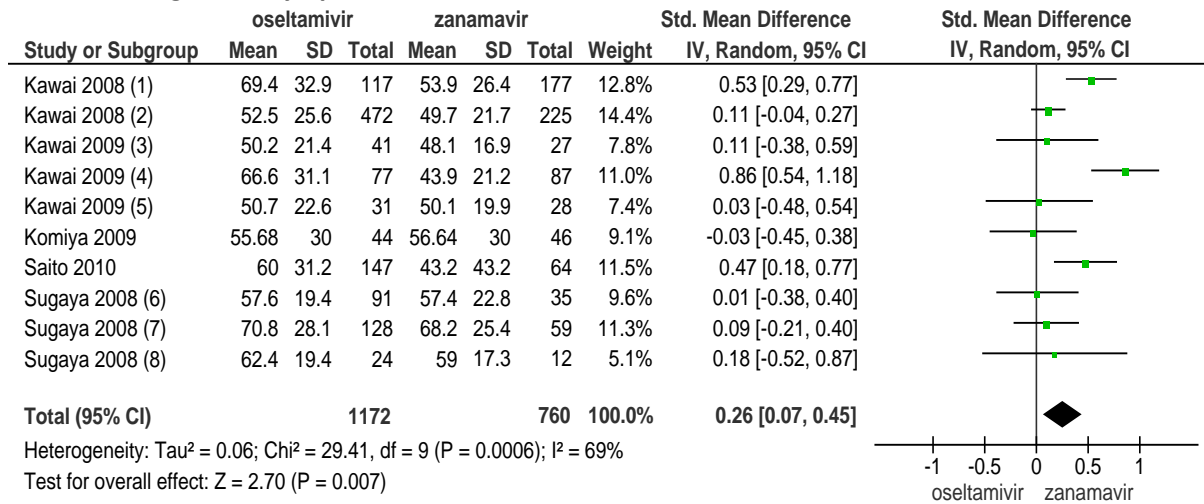 oseltamivir zanamavir Std. Mean Difference Std. Mean Difference
Study or Subgroup Mean SD Total Mean SD Total Weight IV, Random, 95% CI IV, Random, 95% CI
Kawai 2008 (1) 69.4 32.9 117 53.9 26.4 177 12.8% 0.53 [0.29, 0.77]
Kawai 2008 (2) 52.5 25.6 472 49.7 21.7 225 14.4% 0.11 [-0.04, 0.27]
Kawai 2009 (3) 50.2 21.4 41 48.1 16.9 27 7.8% 0.11 [-0.38, 0.59]
Kawai 2009 (4) 66.6 31.1 77 43.9 21.2 87 11.0% 0.86 [0.54, 1.18]
Kawai 2009 (5) 50.7 22.6 31 50.1 19.9 28 7.4% 0.03 [-0.48, 0.54]
Komiya 2009 55.68 30 44 56.64 30 46 9.1% -0.03 [-0.45, 0.38]
Saito 2010 60 31.2 147 43.2 43.2 64 11.5% 0.47 [0.18, 0.77]
Sugaya 2008 (6) 57.6 19.4 91 57.4 22.8 35 9.6% 0.01 [-0.38, 0.40]
Sugaya 2008 (7) 70.8 28.1 128 68.2 25.4 59 11.3% 0.09 [-0.21, 0.40]
Sugaya 2008 (8) 62.4 19.4 24 59 17.3 12 5.1% 0.18 [-0.52, 0.87]
Total (95% CI) 1172 760 100.0% 0.26 [0.07, 0.45]
Heterogeneity: Tau² = 0.06; Chi² = 29.41, df = 9 (P = 0.0006); I² = 69%
Test for overall effect: Z = 2.70 (P = 0.007)
-1 -0.5 0 0.5 1
oseltamivir zanamavir